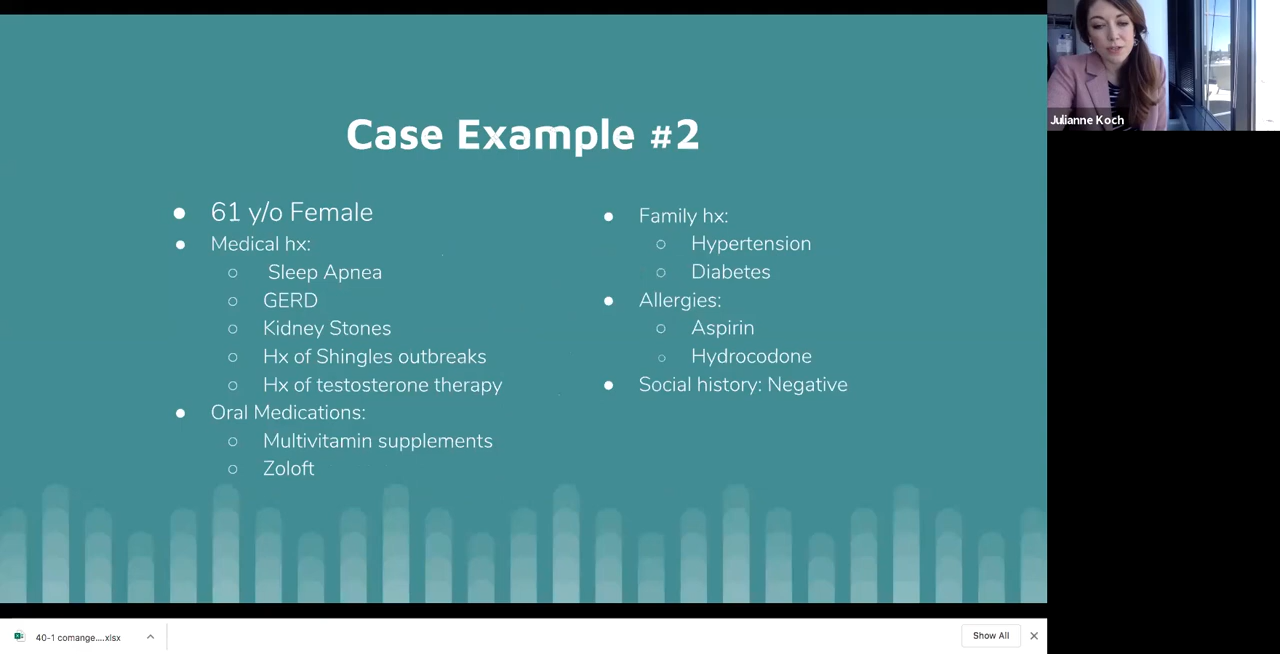 Case Example #2
61 y/o Female
Medical hx:
Sleep Apnea
GERD
Kidney Stones
Hx of Shingles outbreaks
Hx of testosterone therapy
Oral Medications:
Multivitamin supplements
Zoloft
Family hx:
Hypertension
Diabetes
Allergies:
Aspirin
Hydrocodone
Social history: Negative
Julianne Koch
40-1 comange....xlsx
Show All